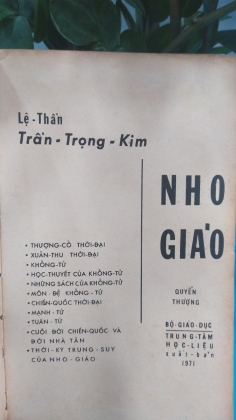 Lệ-Thần
Trần-Trọng-Kim
NHO
GIÁO
QUYỂN
THƯỢNG
• THƯỢNG-CỔ THỜI-ĐẠI
• XUÂN-THU THỜI-ĐẠI
• KHỔNG-TỬ
• HỌC-THUYẾT CỦA KHỔNG-TỬ
• NHỮNG SÁCH CỦA KHỔNG-TỬ
• MÔN-ĐỆ KHỔNG-TỬ
• CHIẾN-QUỐC THỜI-ĐẠI
• MẠNH-TỬ
• TUÂN-TỬ
• CUỐI ĐỜI CHIẾN-QUỐC VÀ
ĐỜI NHÀ TẦN
• THỜI-KỲ TRUNG-SUY
CỦA NHO-GIÁO
BỘ-GIÁO-DỤC
TRUNG-TÂM
HỌC-LIỆU
xuất-bản
1971